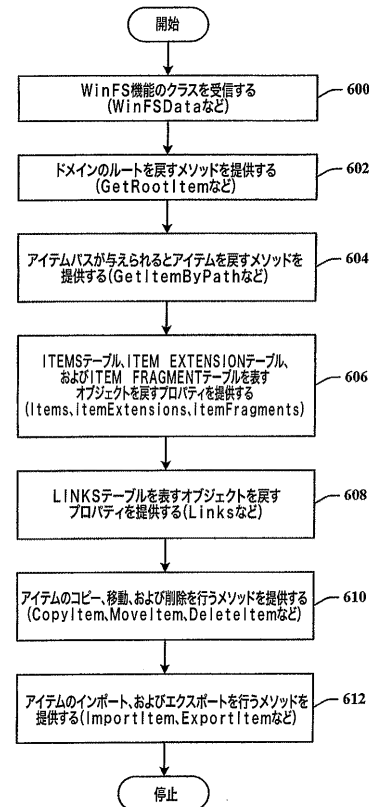 開始
WinFS機能のクラスを受信する
(WinFSDataなど)
600
ドメインのルートを戻すメソッドを提供する
(GetRootItemなど)
602
アイテムパスが与えられるとアイテムを戻すメソッドを
提供する(GetItemByPathなど)
604
ITEMSテーブル、ITEM EXTENSIONテーブル、
およびITEM FRAGMENTテーブルを表す
オブジェクトを戻すプロパティを提供する
(Items、itemExtensions、itemFragments)
606
LINKSテーブルを表すオブジェクトを戻す
プロパティを提供する(Linksなど)
608
アイテムのコピー、移動、および削除を行うメソッドを提供する
(CopyItem、MoveItem、DeleteItemなど)
610
アイテムのインポート、およびエクスポートを行うメソッドを
提供する(ImportItem、ExportItemなど)
612
停止